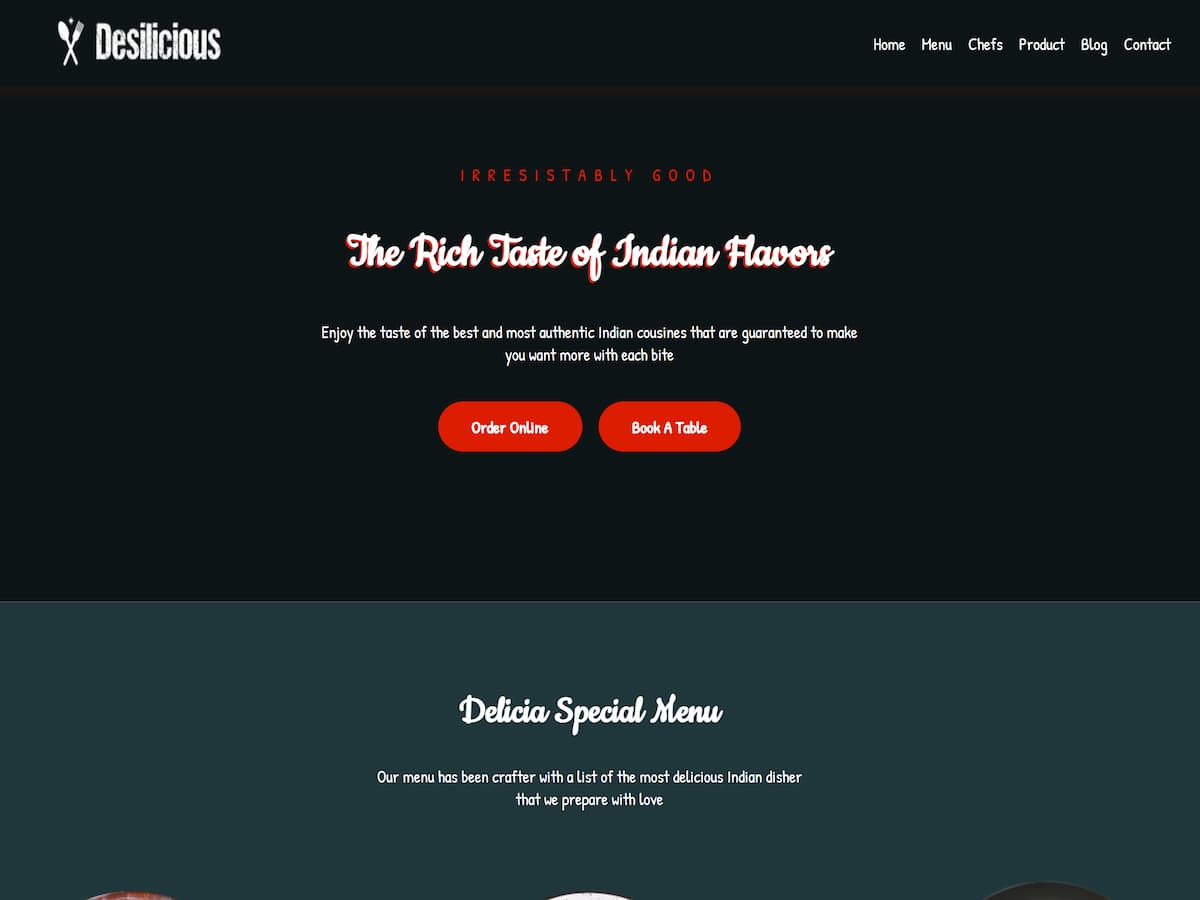 Desilicious
Home Menu Chefs Product Blog Contact
IRRESISTABLY GOOD
The Rich Taste of Indian Flavors
Enjoy the taste of the best and most authentic Indian cousines that are guaranteed to make
you want more with each bite
Order Online Book A Table
Delicia Special Menu
Our menu has been crafter with a list of the most delicious Indian disher
that we prepare with love